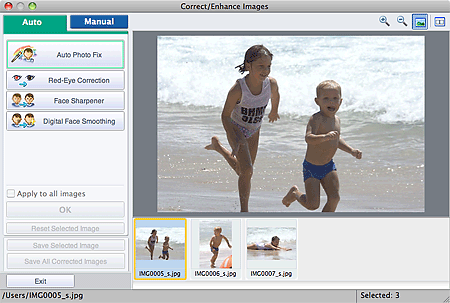 Correct/Enhance Images
Auto
Manual
Auto Photo Fix
Red-Eye Correction
Face Sharpener
Digital Face Smoothing
Apply to all images
OK
Reset Selected Image
Save Selected Image
Save All Corrected Images
Exit
IMG0005_s.jpg
IMG0006_s.jpg
IMG0007_s.jpg
/Users/IMG0005_s.jpg
Selected: 3